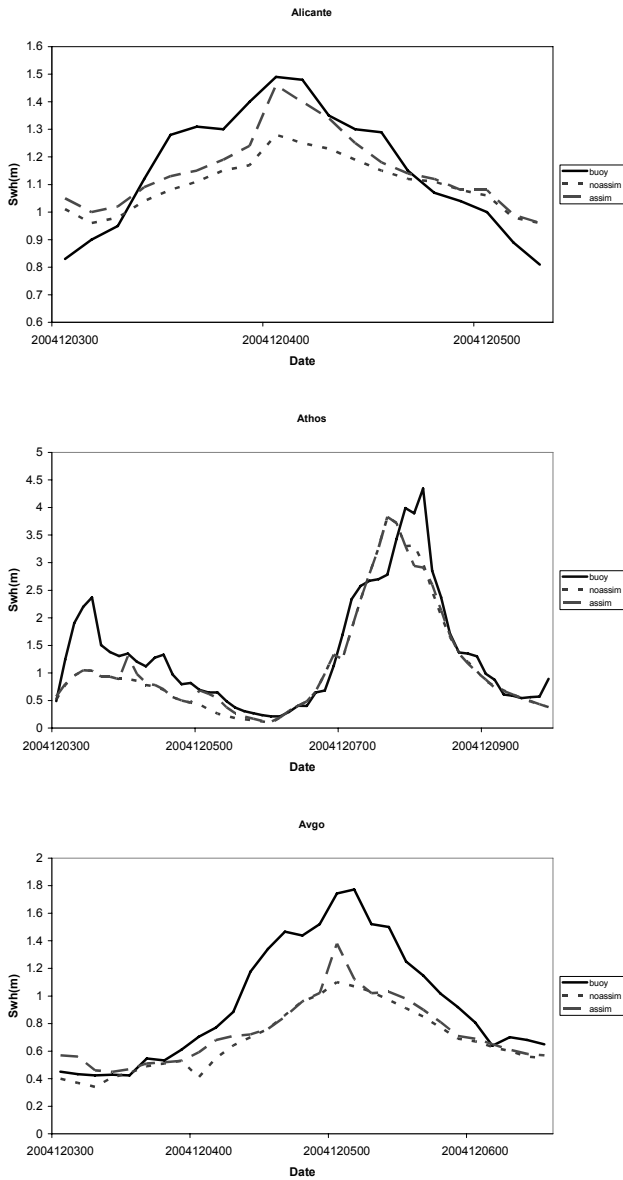 Alicante
1.6
1.5
1.4
1.3
1.2
1.1
1
0.9
0.8
0.7
0.6
Swh(m)
2004120300 2004120400 2004120500
Date
buoy
noassim
assim
Athos
5
4.5
4
3.5
3
2.5
2
1.5
1
0.5
0
Swh(m)
2004120300 2004120500 2004120700 2004120900
Date
buoy
noassim
assim
Avgo
2
1.8
1.6
1.4
1.2
1
0.8
0.6
0.4
0.2
0
Swh(m)
2004120300 2004120400 2004120500 2004120600
Date
buoy
noassim
assim